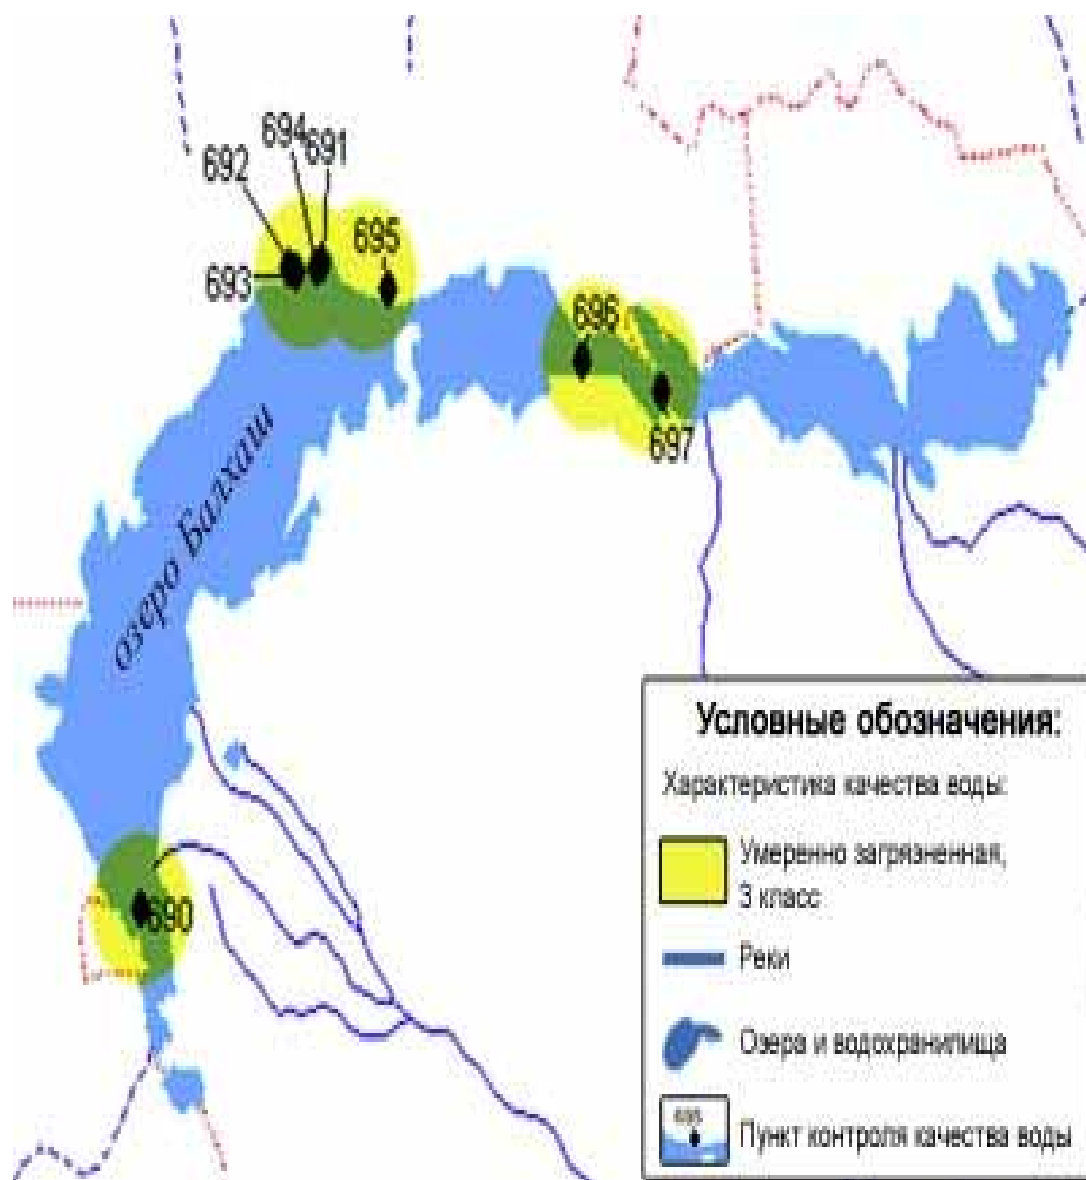 694
691
692
695
693
696
697
озеро Балхаш
690
Условные обозначения:
Характеристика качества воды:
Умеренно загрязненная,
3 класс
Реки
Озера и водохранилища
Пункт контроля качества воды